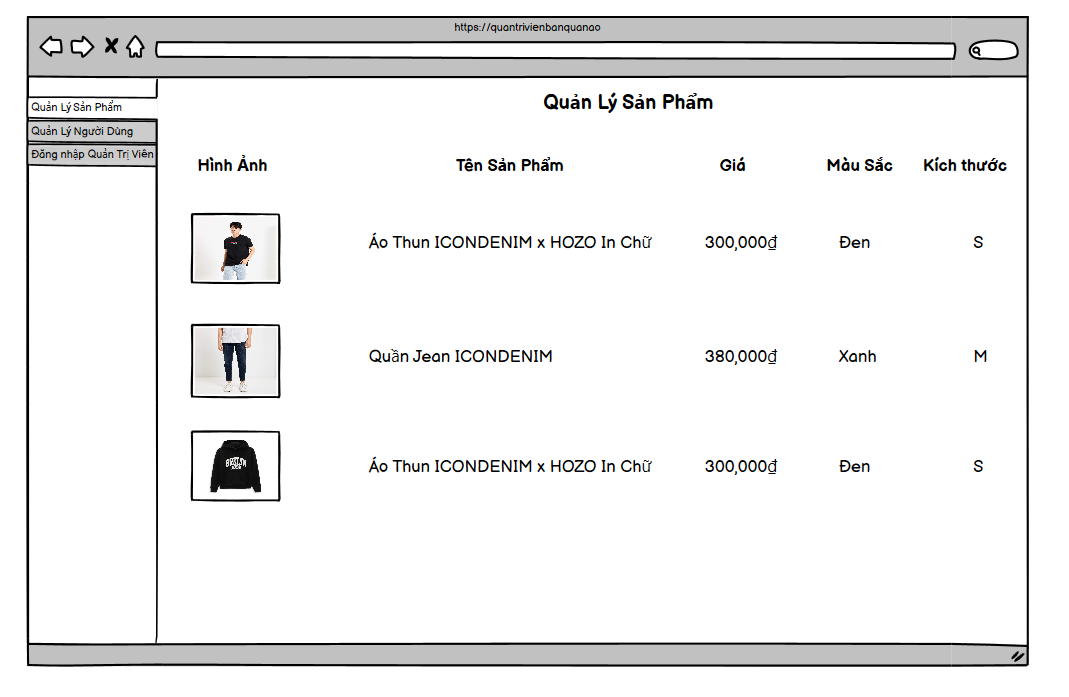 https://quantrivienbanquanao
Quản Lý Sản Phẩm
Quản Lý Người Dùng
Đăng nhập Quản Trị Viên
Quản Lý Sản Phẩm
Hình Ảnh Tên Sản Phẩm Giá Màu Sắc Kích thước
Áo Thun ICONDENIM x HOZO In Chữ 300,000₫ Đen S
Quần Jean ICONDENIM 380,000₫ Xanh M
Áo Thun ICONDENIM x HOZO In Chữ 300,000₫ Đen S